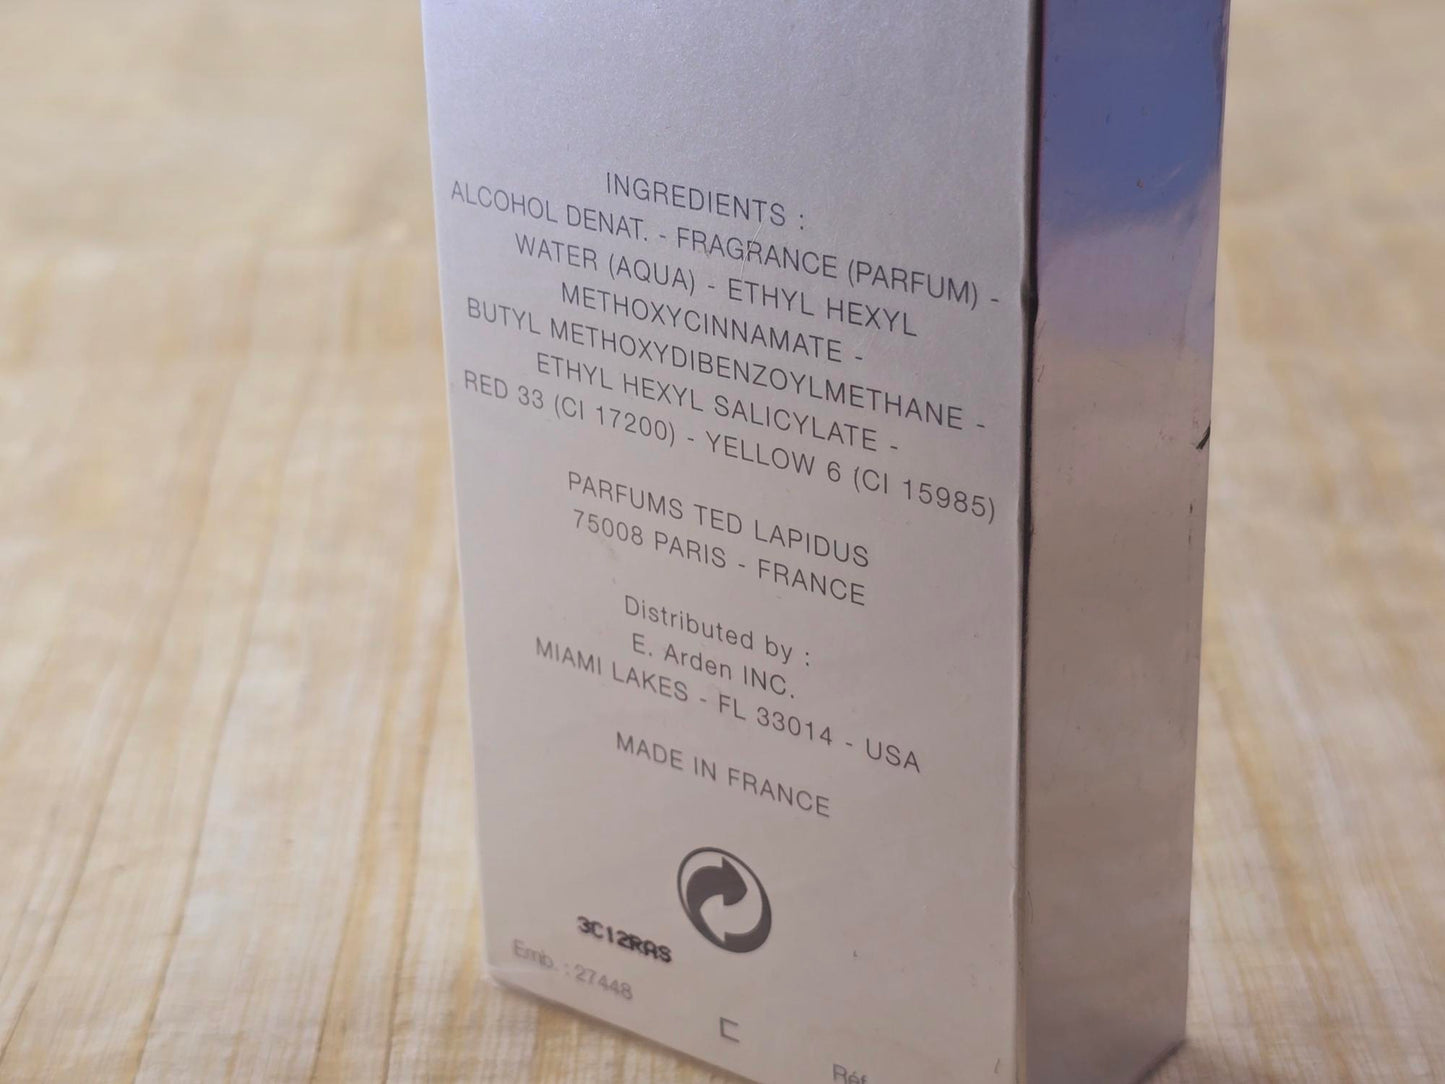 INGREDIENTS :
ALCOHOL DENAT. - FRAGRANCE (PARFUM) -
WATER (AQUA) - ETHYL HEXYL
METHOXYCINNAMATE -
BUTYL METHOXYDIBENZOYLMETHANE -
ETHYL HEXYL SALICYLATE -
RED 33 (CI 17200) - YELLOW 6 (CI 15985)
PARFUMS TED LAPIDUS
75008 PARIS - FRANCE
Distributed by :
E. Arden INC.
MIAMI LAKES - FL 33014 - USA
MADE IN FRANCE
3C12RAS
Emb. : 27448
Réf